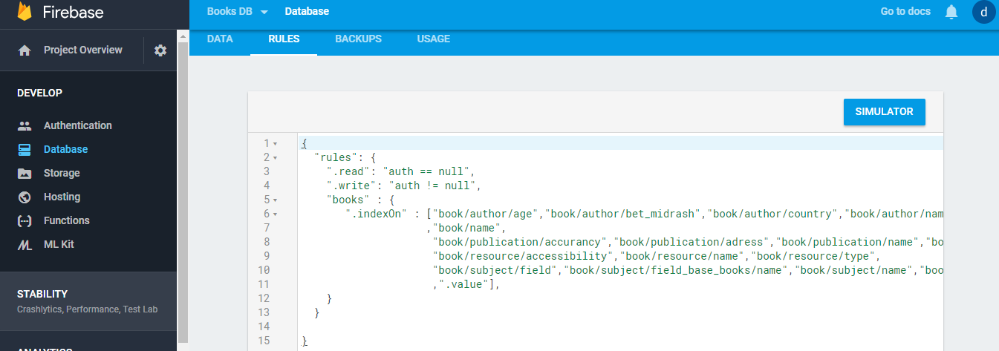 Firebase
Books DB Database Go to docs d
DATA RULES BACKUPS USAGE
Project Overview
DEVELOP
Authentication
Database
Storage
Hosting
Functions
ML Kit
STABILITY
Crashlytics, Performance, Test Lab
ANALYTICS
SIMULATOR
1 {
2 "rules": {
3 ".read": "auth == null",
4 ".write": "auth != null",
5 "books" : {
6 ".indexOn" : ["book/author/age","book/author/bet_midrash","book/author/country","book/author/nam
7 ,"book/name",
8 "book/publication/accurancy","book/publication/adress","book/publication/name","bo
9 "book/resource/accessibility","book/resource/name","book/resource/type",
10 "book/subject/field","book/subject/field_base_books/name","book/subject/name","boo
11 ,".value"],
12 }
13 }
14
15 }